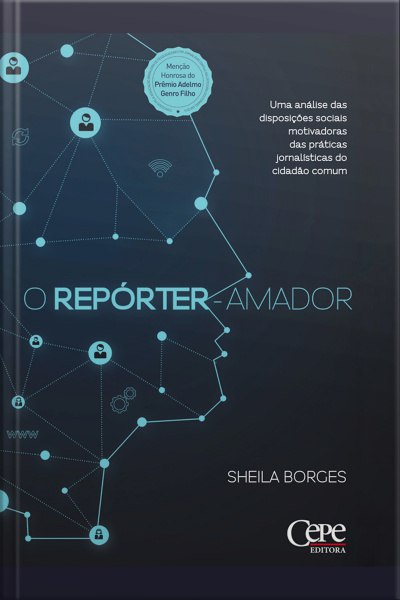 Menção
Honrosa do
Prêmio Adelmo
Genro Filho
Uma análise das
disposições sociais
motivadoras
das práticas
jornalísticas do
cidadão comum
O REPÓRTER-AMADOR
www
SHEILA BORGES
Cepe
EDITORA